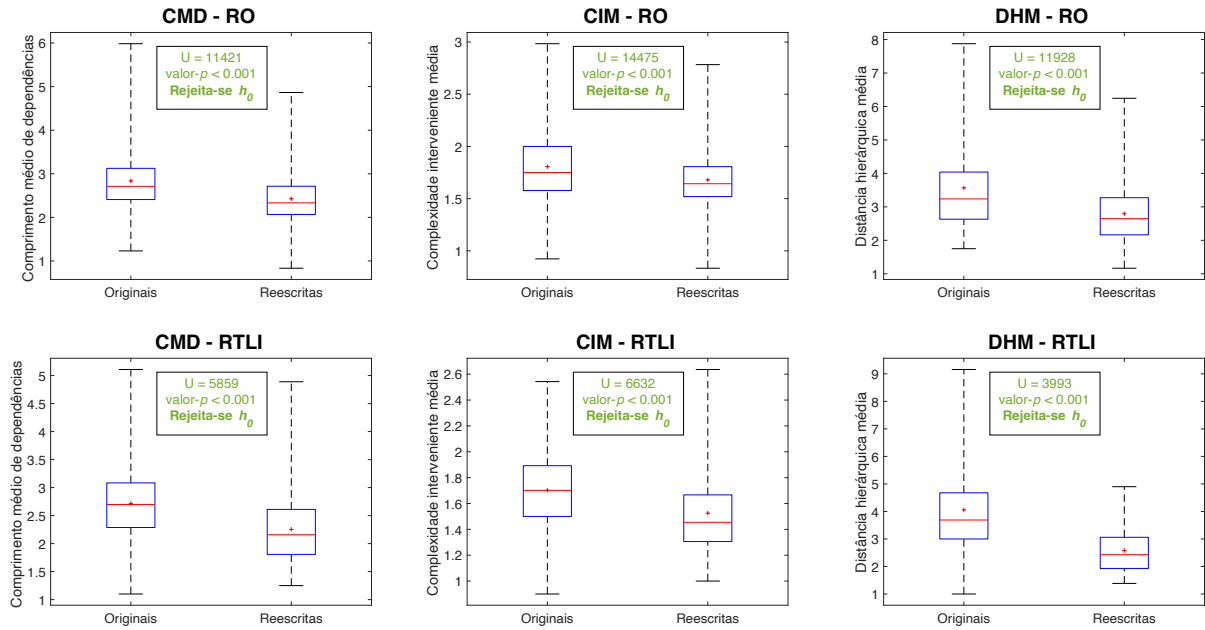 CMD - RO
Comprimento médio de dependências
6
5
4
3
2
1
U = 11421
valor-p < 0.001
Rejeita-se h0
Originais Reescritas
CIM - RO
Complexidade interveniente média
3
2.5
2
1.5
1
U = 14475
valor-p < 0.001
Rejeita-se h0
Originais Reescritas
DHM - RO
Distância hierárquica média
8
7
6
5
4
3
2
1
U = 11928
valor-p < 0.001
Rejeita-se h0
Originais Reescritas
CMD - RTLI
Comprimento médio de dependências
5
4.5
4
3.5
3
2.5
2
1.5
1
U = 5859
valor-p < 0.001
Rejeita-se h0
Originais Reescritas
CIM - RTLI
Complexidade interveniente média
2.6
2.4
2.2
2
1.8
1.6
1.4
1.2
1
U = 6632
valor-p < 0.001
Rejeita-se h0
Originais Reescritas
DHM - RTLI
Distância hierárquica média
9
8
7
6
5
4
3
2
1
U = 3993
valor-p < 0.001
Rejeita-se h0
Originais Reescritas